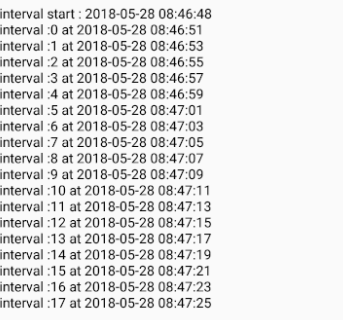 interval start : 2018-05-28 08:46:48
interval :0 at 2018-05-28 08:46:51
interval :1 at 2018-05-28 08:46:53
interval :2 at 2018-05-28 08:46:55
interval :3 at 2018-05-28 08:46:57
interval :4 at 2018-05-28 08:46:59
interval :5 at 2018-05-28 08:47:01
interval :6 at 2018-05-28 08:47:03
interval :7 at 2018-05-28 08:47:05
interval :8 at 2018-05-28 08:47:07
interval :9 at 2018-05-28 08:47:09
interval :10 at 2018-05-28 08:47:11
interval :11 at 2018-05-28 08:47:13
interval :12 at 2018-05-28 08:47:15
interval :13 at 2018-05-28 08:47:17
interval :14 at 2018-05-28 08:47:19
interval :15 at 2018-05-28 08:47:21
interval :16 at 2018-05-28 08:47:23
interval :17 at 2018-05-28 08:47:25